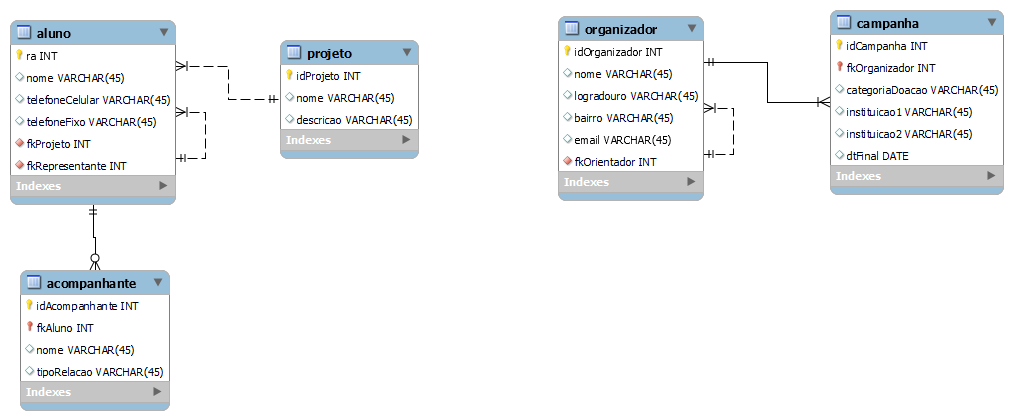 aluno
ra INT
nome VARCHAR(45)
telefoneCelular VARCHAR(45)
telefoneFixo VARCHAR(45)
fkProjeto INT
fkRepresentante INT
Indexes
projeto
idProjeto INT
nome VARCHAR(45)
descricao VARCHAR(45)
Indexes
acompanhante
idAcompanhante INT
fkAluno INT
nome VARCHAR(45)
tipoRelacao VARCHAR(45)
Indexes
organizador
idOrganizador INT
nome VARCHAR(45)
logradouro VARCHAR(45)
bairro VARCHAR(45)
email VARCHAR(45)
fkOrientador INT
Indexes
campanha
idCampanha INT
fkOrganizador INT
categoriaDoacao VARCHAR(45)
instituicao1 VARCHAR(45)
instituicao2 VARCHAR(45)
dtFinal DATE
Indexes